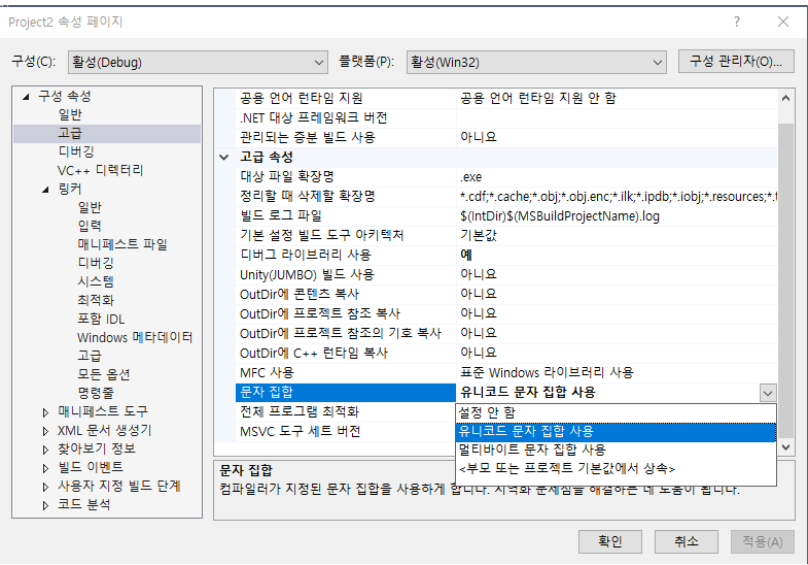 Project2 속성 페이지 ? ×
구성(C): 활성(Debug) 플랫폼(P): 활성(Win32) 구성 관리자(O)...
구성 속성
일반
고급
디버깅
VC++ 디렉터리
링커
일반
입력
매니페스트 파일
디버깅
시스템
최적화
포함 IDL
Windows 메타데이터
고급
모든 옵션
명령줄
매니페스트 도구
XML 문서 생성기
찾아보기 정보
빌드 이벤트
사용자 지정 빌드 단계
코드 분석
공용 언어 런타임 지원 공용 언어 런타임 지원 안 함
.NET 대상 프레임워크 버전
관리되는 증분 빌드 사용 아니요
고급 속성
대상 파일 확장명 .exe
정리할 때 삭제할 확장명 *.cdf;*.cache;*.obj;*.obj.enc;*.ilk;*.ipdb;*.iobj;*.resources;*.t
빌드 로그 파일 $(IntDir)$(MSBuildProjectName).log
기본 설정 빌드 도구 아키텍처 기본값
디버그 라이브러리 사용 예
Unity(JUMBO) 빌드 사용 아니요
OutDir에 콘텐츠 복사 아니요
OutDir에 프로젝트 참조 복사 아니요
OutDir에 프로젝트 참조의 기호 복사 아니요
OutDir에 C++ 런타임 복사 아니요
MFC 사용 표준 Windows 라이브러리 사용
문자 집합 유니코드 문자 집합 사용
전체 프로그램 최적화 설정 안 함
MSVC 도구 세트 버전 유니코드 문자 집합 사용
멀티바이트 문자 집합 사용
<부모 또는 프로젝트 기본값에서 상속>
문자 집합
컴파일러가 지정된 문자 집합을 사용하게 합니다. 지역화 문제점을 해결하는 데 도움이 됩니다.
확인 취소 적용(A)